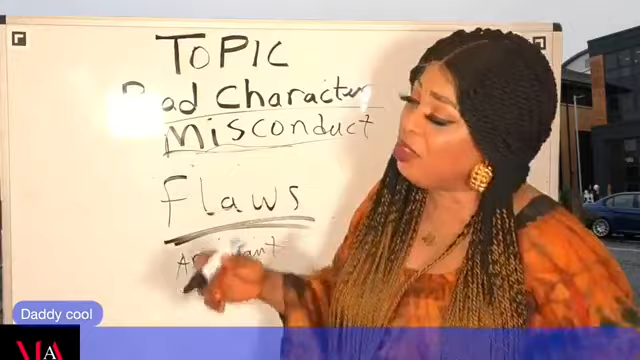 TOPIC
Bad Character
Misconduct
flaws
Daddy cool